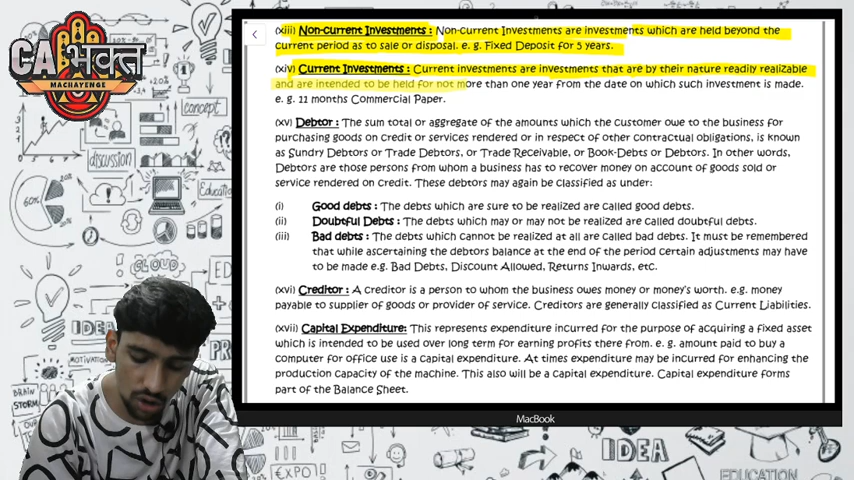 CA भक्त
MACHAYENGE
(xiii) Non-current Investments : Non-current Investments are investments which are held beyond the
current period as to sale or disposal. e. g. Fixed Deposit for 5 years.
(xiv) Current Investments : Current investments are investments that are by their nature readily realizable
and are intended to be held for not more than one year from the date on which such investment is made.
e. g. 11 months Commercial Paper.
(xv) Debtor : The sum total or aggregate of the amounts which the customer owe to the business for
purchasing goods on Credit or services rendered or in respect of other contractual obligations, is known
as Sundry Debtors or Trade Debtors, or Trade Receivable, or Book-Debts or Debtors. In other words,
Debtors are those persons from whom a business has to recover money on account of goods sold or
service rendered on Credit. These debtors may again be classified as under:
(i) Good debts : The debts which are sure to be realized are called good debts.
(ii) Doubtful Debts : The debts which may or may not be realized are called doubtful debts.
(iii) Bad debts : The debts which cannot be realized at all are called bad debts. It must be remembered
that while ascertaining the debtors balance at the end of the period certain adjustments may have
to be made e.g. Bad Debts, Discount Allowed, Returns Inwards, etc.
(xvi) Creditor : A creditor is a person to whom the business owes money or money's worth. e.g. money
payable to supplier of goods or provider of service. Creditors are generally classified as Current Liabilities.
(xvii) Capital Expenditure: This represents expenditure incurred for the purpose of acquiring a fixed asset
which is intended to be used over long term for earning profits there from. e. g. amount paid to buy a
computer for office use is a capital expenditure. At times expenditure may be incurred for enhancing the
production capacity of the machine. This also will be a capital expenditure. Capital expenditure forms
part of the Balance Sheet.
MacBook
concept
discussion
20%
60%
CLOUD
IDEA
MOTIVATION
BRAIN
STORM
€XPO
IDEA
EDUCATION